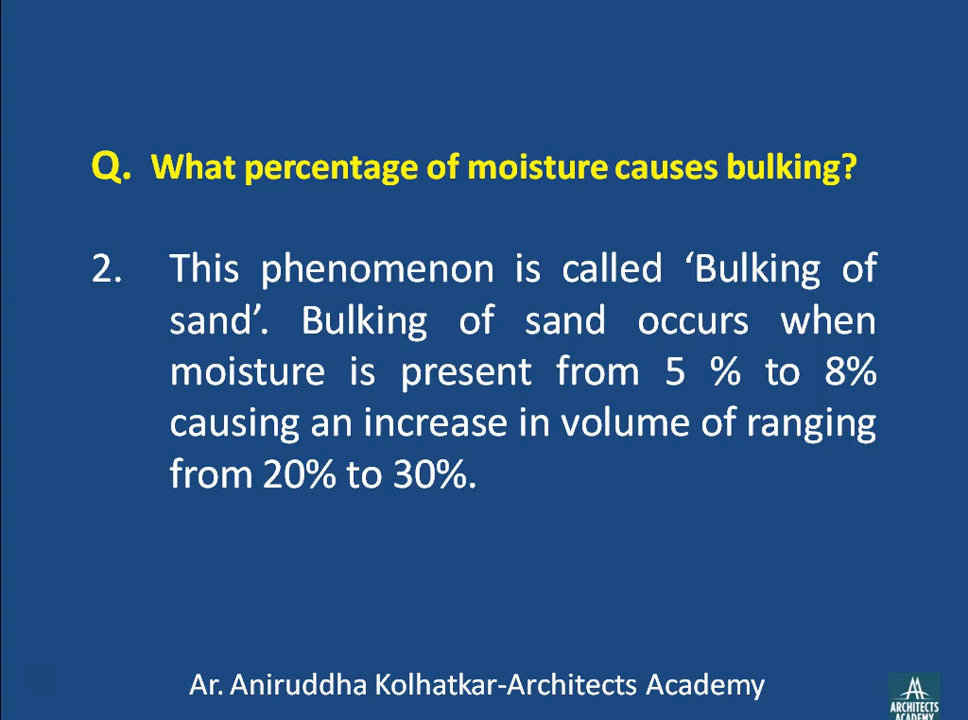 Q. What percentage of moisture causes bulking?
2. This phenomenon is called ‘Bulking of
sand’. Bulking of sand occurs when
moisture is present from 5 % to 8%
causing an increase in volume of ranging
from 20% to 30%.
Ar. Aniruddha Kolhatkar-Architects Academy
ARCHITECTS
ACADEMY